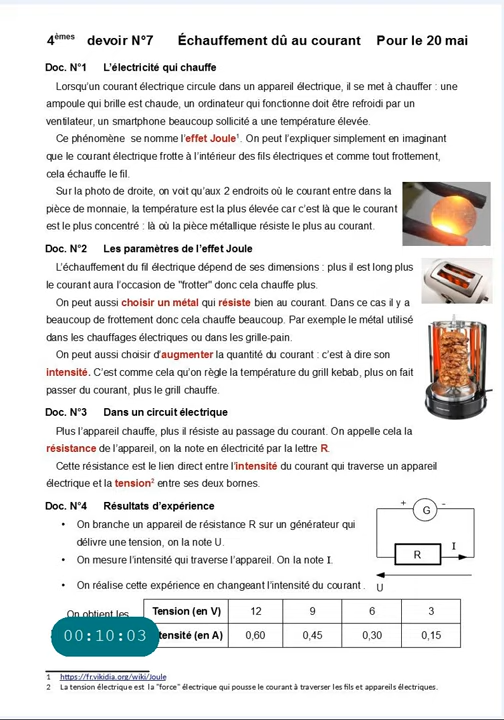 4èmes devoir N°7 Échauffement dû au courant Pour le 20 mai
Doc. N°1 L'électricité qui chauffe
Lorsqu'un courant électrique circule dans un appareil électrique, il se met à chauffer : une
ampoule qui brille est chaude, un ordinateur qui fonctionne doit être refroidi par un
ventilateur, un smartphone beaucoup sollicité a une température élevée.
Ce phénomène se nomme l'effet Joule1. On peut l'expliquer simplement en imaginant
que le courant électrique frotte à l'intérieur des fils électriques et comme tout frottement,
cela échauffe le fil.
Sur la photo de droite, on voit qu'aux 2 endroits où le courant entre dans la
pièce de monnaie, la température est la plus élevée car c'est là que le courant
est le plus concentré : là où la pièce métallique résiste le plus au courant.
Doc. N°2 Les paramètres de l'effet Joule
L'échauffement du fil électrique dépend de ses dimensions : plus il est long plus
le courant aura l'occasion de "frotter" donc cela chauffe plus.
On peut aussi choisir un métal qui résiste bien au courant. Dans ce cas il y a
beaucoup de frottement donc cela chauffe beaucoup. Par exemple le métal utilisé
dans les chauffages électriques ou dans les grille-pain.
On peut aussi choisir d'augmenter la quantité du courant : c'est à dire son
intensité. C'est comme cela qu'on règle la température du grill kebab, plus on fait
passer du courant, plus le grill chauffe.
Doc. N°3 Dans un circuit électrique
Plus l'appareil chauffe, plus il résiste au passage du courant. On appelle cela la
résistance de l'appareil, on la note en électricité par la lettre R.
Cette résistance est le lien direct entre l'intensité du courant qui traverse un appareil
électrique et la tension2 entre ses deux bornes.
Doc. N°4 Résultats d'expérience
• On branche un appareil de résistance R sur un générateur qui
délivre une tension, on la note U.
• On mesure l'intensité qui traverse l'appareil. On la note I.
• On réalise cette expérience en changeant l'intensité du courant .
+ G -
R I
U
On obtient les
Tension (en V) 12 9 6 3
tensité (en A) 0,60 0,45 0,30 0,15
00:10:03
1 https://fr.vikidia.org/wiki/Joule
2 La tension électrique est la "force" électrique qui pousse le courant à traverser les fils et appareils électriques.